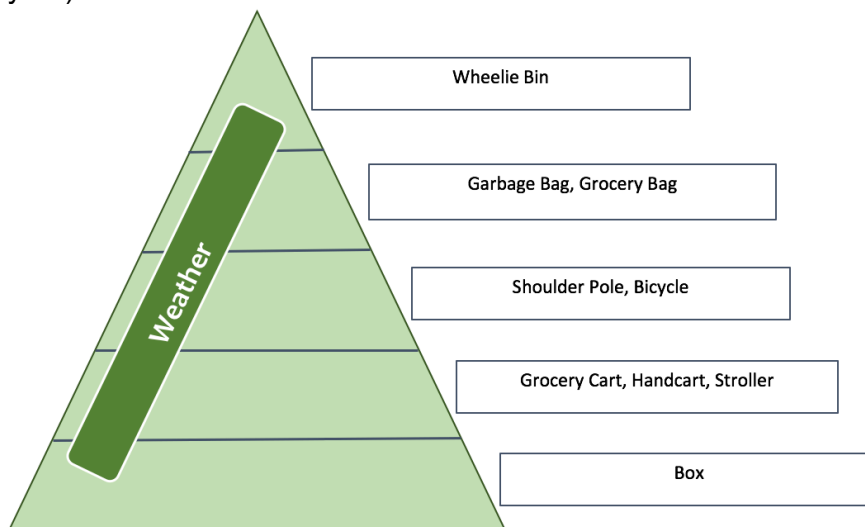 Wheelie Bin
Garbage Bag, Grocery Bag
Weather
Shoulder Pole, Bicycle
Grocery Cart, Handcart, Stroller
Box